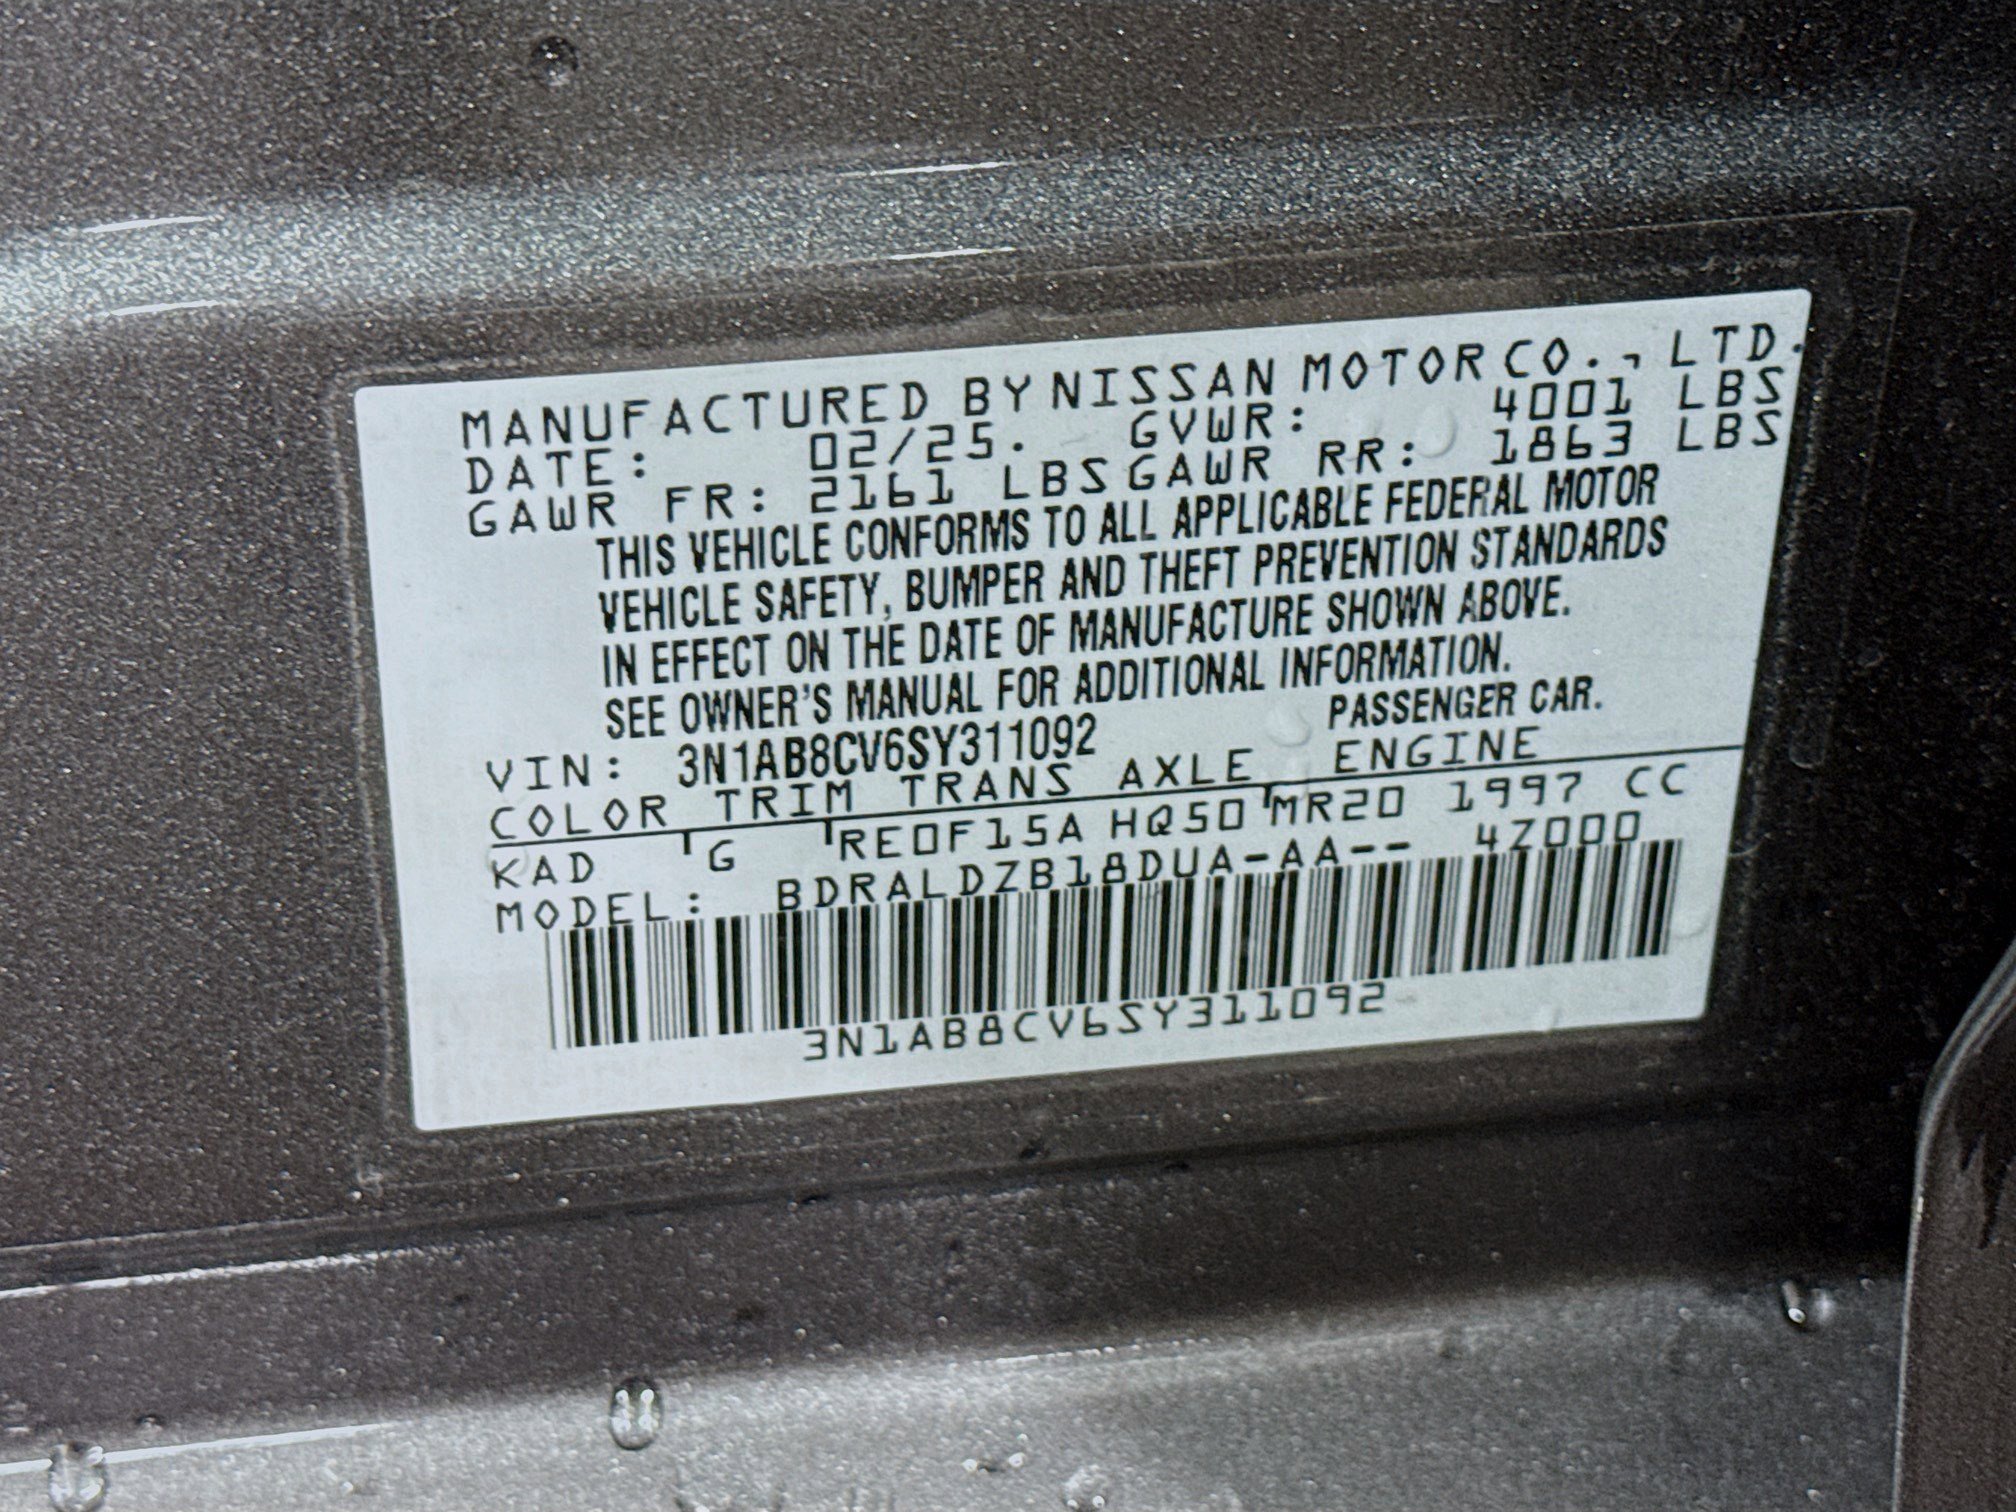 MANUFACTURED BY NISSAN MOTOR CO., LTD.
DATE: 02/25. GVWR: 4001 LBS
GAWR FR: 2161 LBS GAWR RR: 1863 LBS
THIS VEHICLE CONFORMS TO ALL APPLICABLE FEDERAL MOTOR
VEHICLE SAFETY, BUMPER AND THEFT PREVENTION STANDARDS
IN EFFECT ON THE DATE OF MANUFACTURE SHOWN ABOVE.
SEE OWNER'S MANUAL FOR ADDITIONAL INFORMATION.
VIN: 3N1AB8CV6SY311092 PASSENGER CAR.
COLOR TRIM TRANS AXLE ENGINE
KAD G RE0F15A HQ50 MR20 1997 CC
MODEL: BDRALDZB18DUA-AA-- 4Z000
3N1AB8CV6SY311092